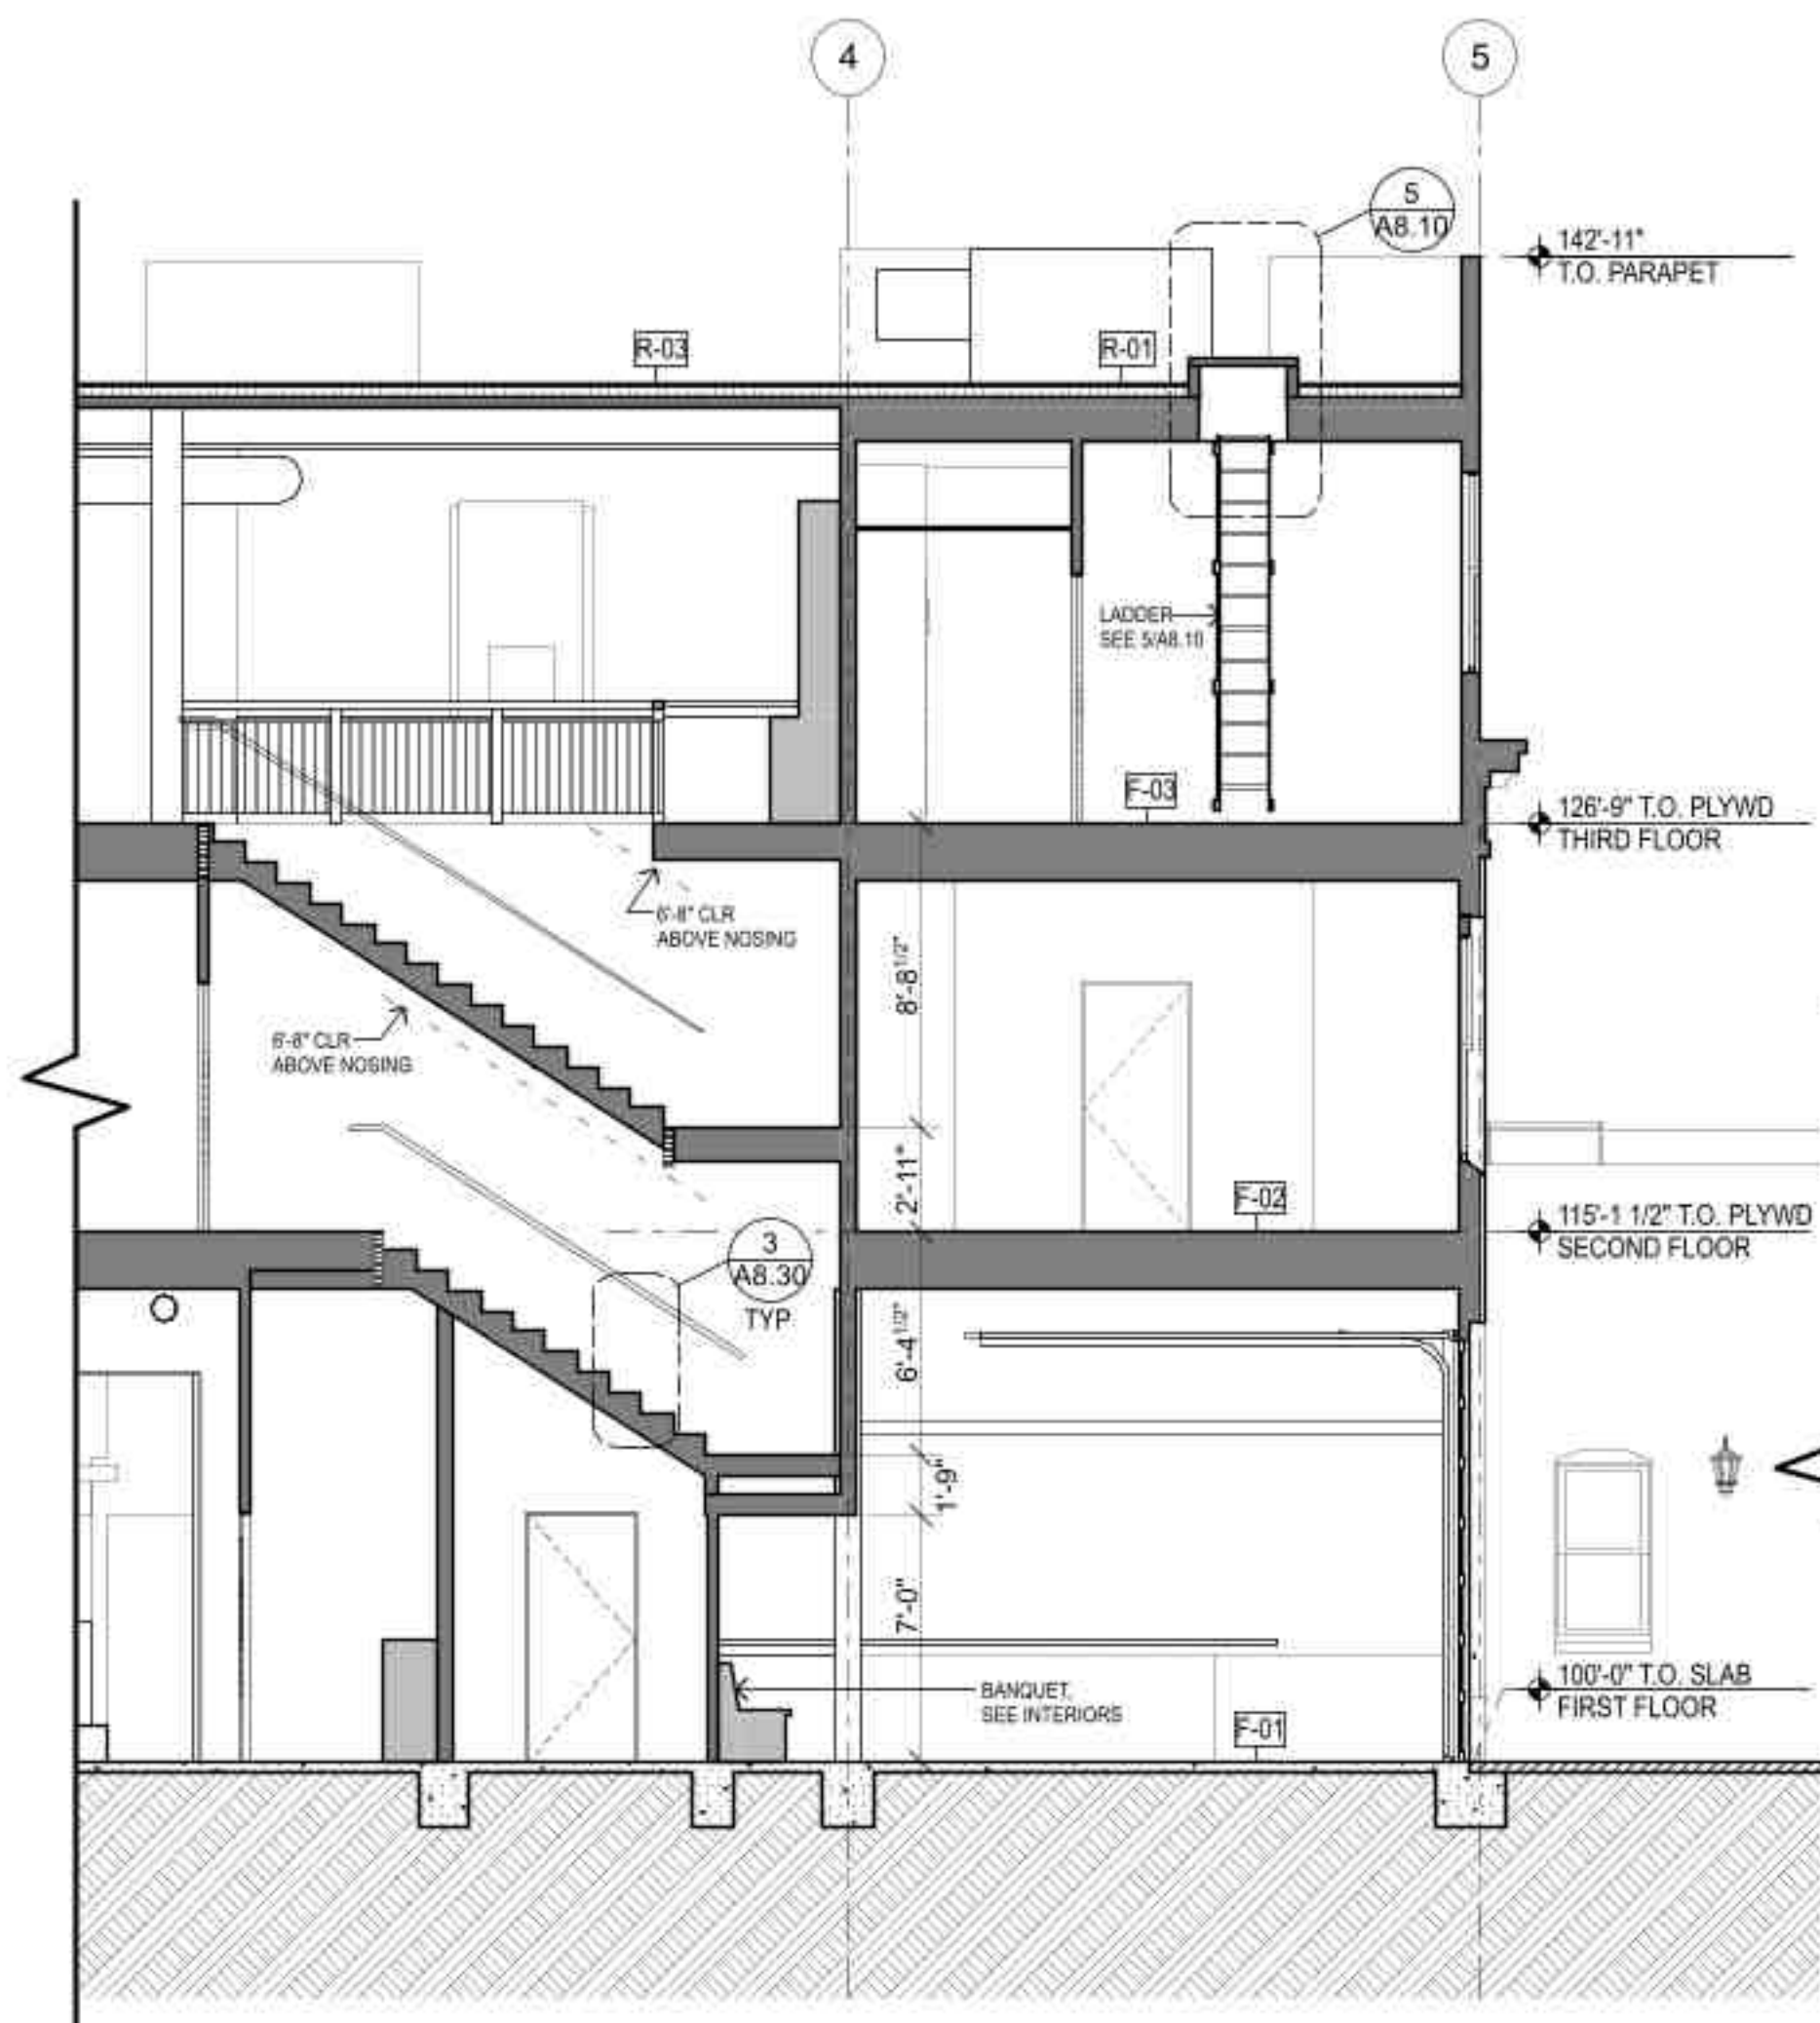 4
5
5
A8.10
142'-11"
T.O. PARAPET
R-03
R-01
LADDER
SEE 5/A8.10
F-03
126'-9" T.O. PLYWD
THIRD FLOOR
6'-8" CLR
ABOVE NOSING
8'-8 1/2"
6'-8" CLR
ABOVE NOSING
2'-11"
F-02
115'-1 1/2" T.O. PLYWD
SECOND FLOOR
3
A8.30
TYP
6'-4 1/2"
1'-9"
7'-0"
BANQUET,
SEE INTERIORS
F-01
100'-0" T.O. SLAB
FIRST FLOOR